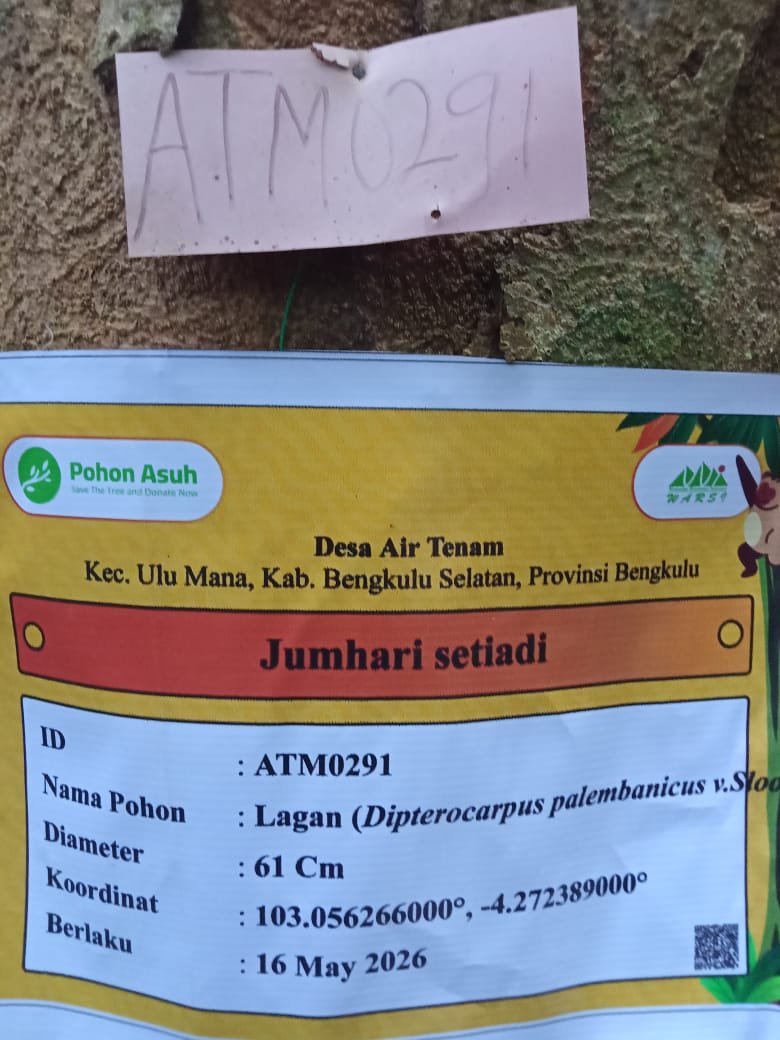 ATM0291
Pohon Asuh
Save The Tree and Donate Now
WARSI
Desa Air Tenam
Kec. Ulu Mana, Kab. Bengkulu Selatan, Provinsi Bengkulu
Jumhari setiadi
ID : ATM0291
Nama Pohon : Lagan (Dipterocarpus palembanicus v.Sloo
Diameter : 61 Cm
Koordinat : 103.056266000°, -4.272389000°
Berlaku : 16 May 2026